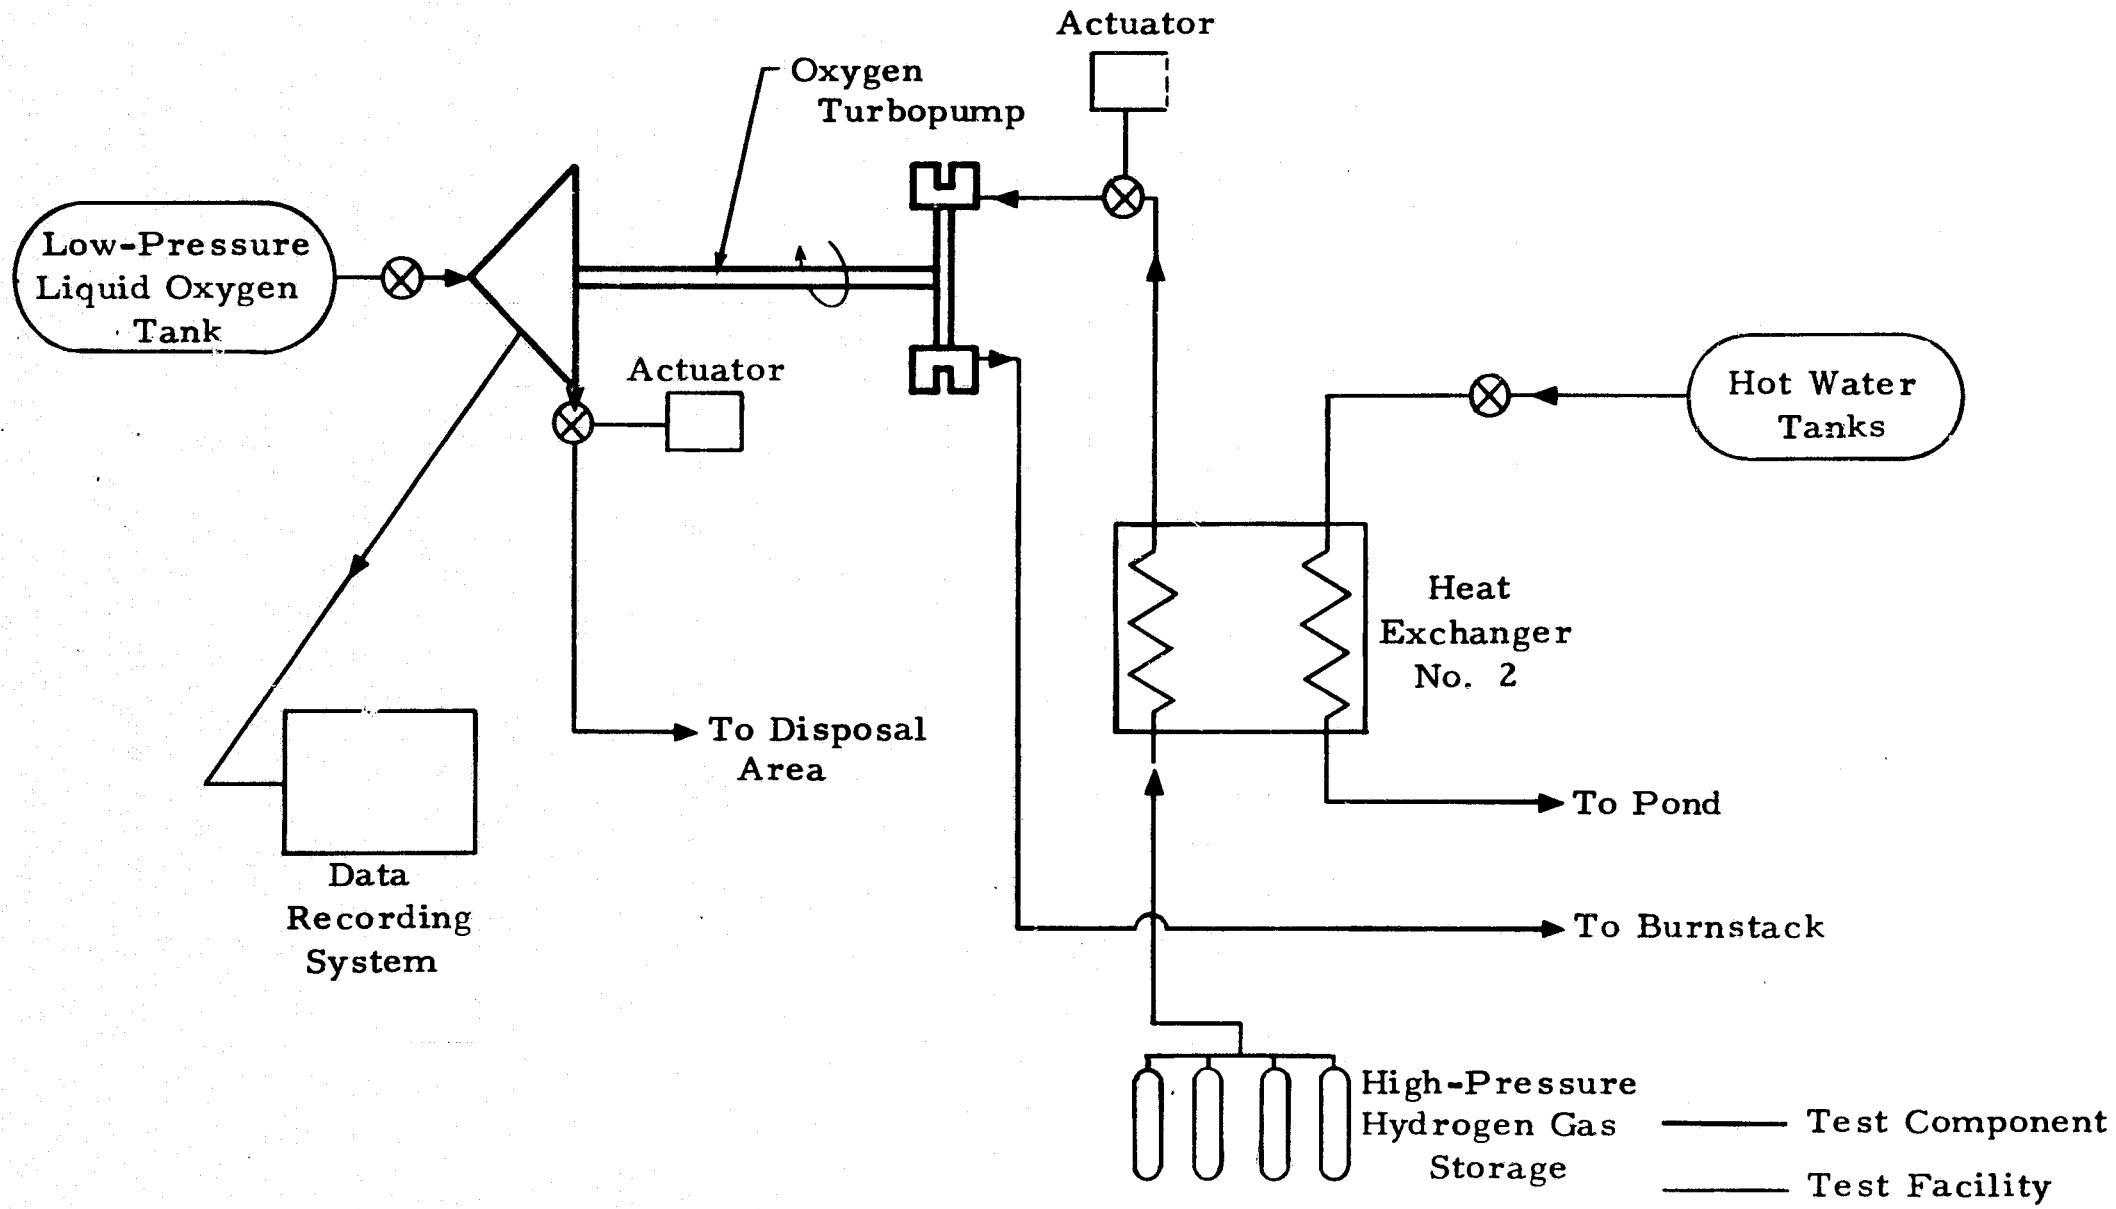 Actuator
Oxygen
Turbopump
Low-Pressure
Liquid Oxygen
Tank
Actuator
Hot Water
Tanks
Heat
Exchanger
No. 2
To Disposal
Area
To Pond
Data
Recording
System
To Burnstack
High-Pressure
Hydrogen Gas
Storage
Test Component
Test Facility